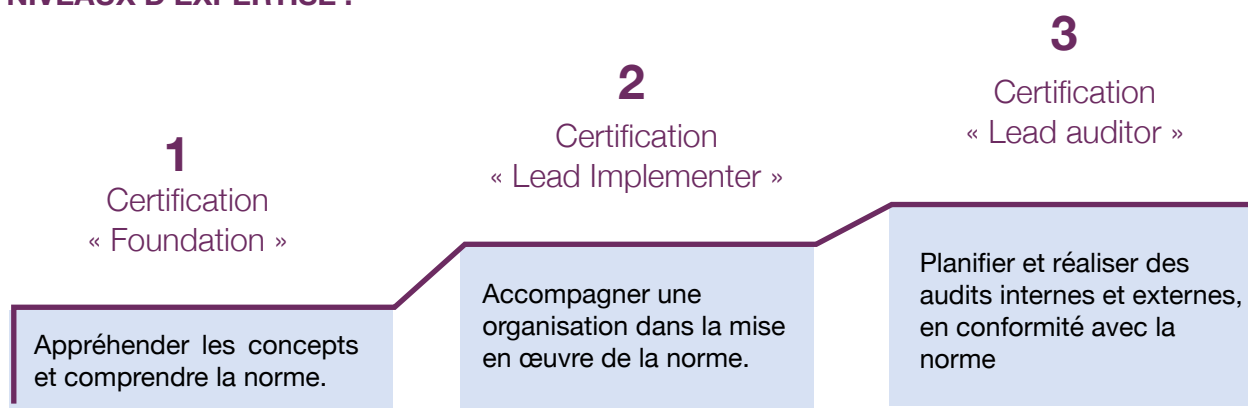 NIVEAUX D'EXPERTISE :
1
Certification
« Foundation »
Appréhender les concepts
et comprendre la norme.
2
Certification
« Lead Implementer »
Accompagner une
organisation dans la mise
en œuvre de la norme.
3
Certification
« Lead auditor »
Planifier et réaliser des
audits internes et externes,
en conformité avec la
norme